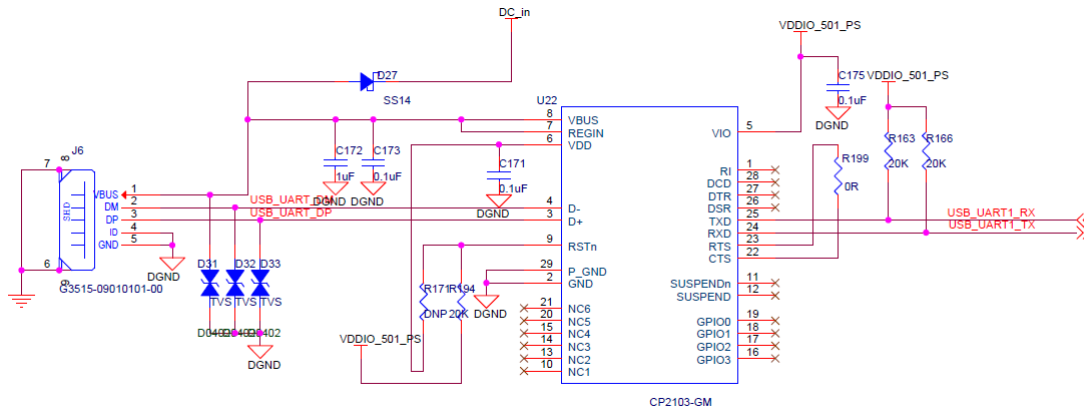 DC_in
VDDIO_501_PS
D27
SS14
C175
0.1uF
DGND
VDDIO_501_PS
U22
8 VBUS
7 REGIN
6 VDD
VIO 5
R163
20K
R166
20K
J6
7
8
C172
1uF
DGND
C173
0.1uF
DGND
C171
0.1uF
DGND
R199
0R
RI 1
DCD 28
DTR 27
DSR 26
TXD 25
RXD 24
RTS 23
CTS 22
USB_UART1_RX
USB_UART1_TX
VBUS 1
DM 2
DP 3
ID 4
GND 5
SHD
USB_UART_DM
USB_UART_DP
4 D-
3 D+
9 RSTn
29 P_GND
2 GND
SUSPENDn 11
SUSPEND 12
6
9
DGND
G3515-09010101-00
D31
TVS
D32
TVS
D33
TVS
DGND
R171
DNP
R194
20K
DGND
VDDIO_501_PS
21 NC6
20 NC5
15 NC4
14 NC3
13 NC2
10 NC1
GPIO0 19
GPIO1 18
GPIO2 17
GPIO3 16
CP2103-GM